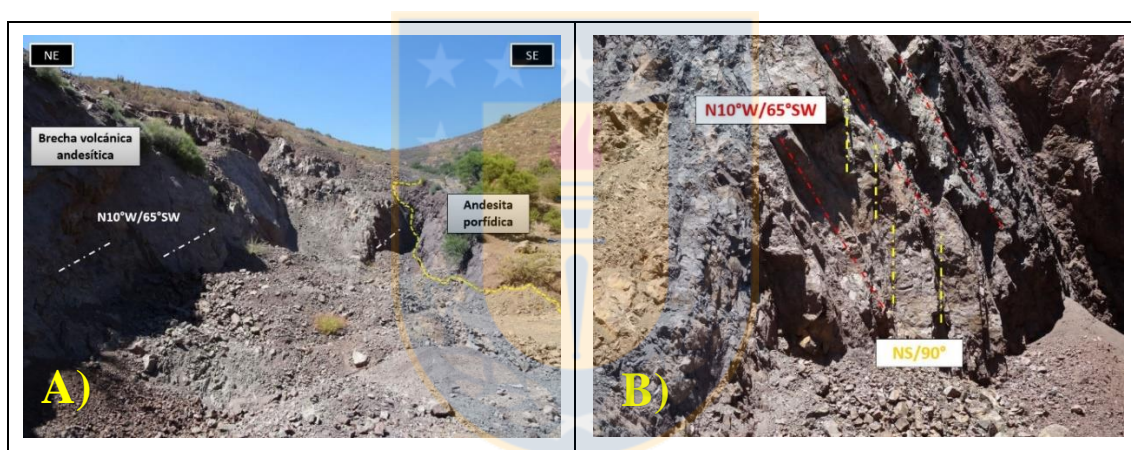 NE
SE
Brecha volcánica
andesítica
N10°W/65°SW
Andesita
porfídica
A)
N10°W/65°SW
NS/90°
B)